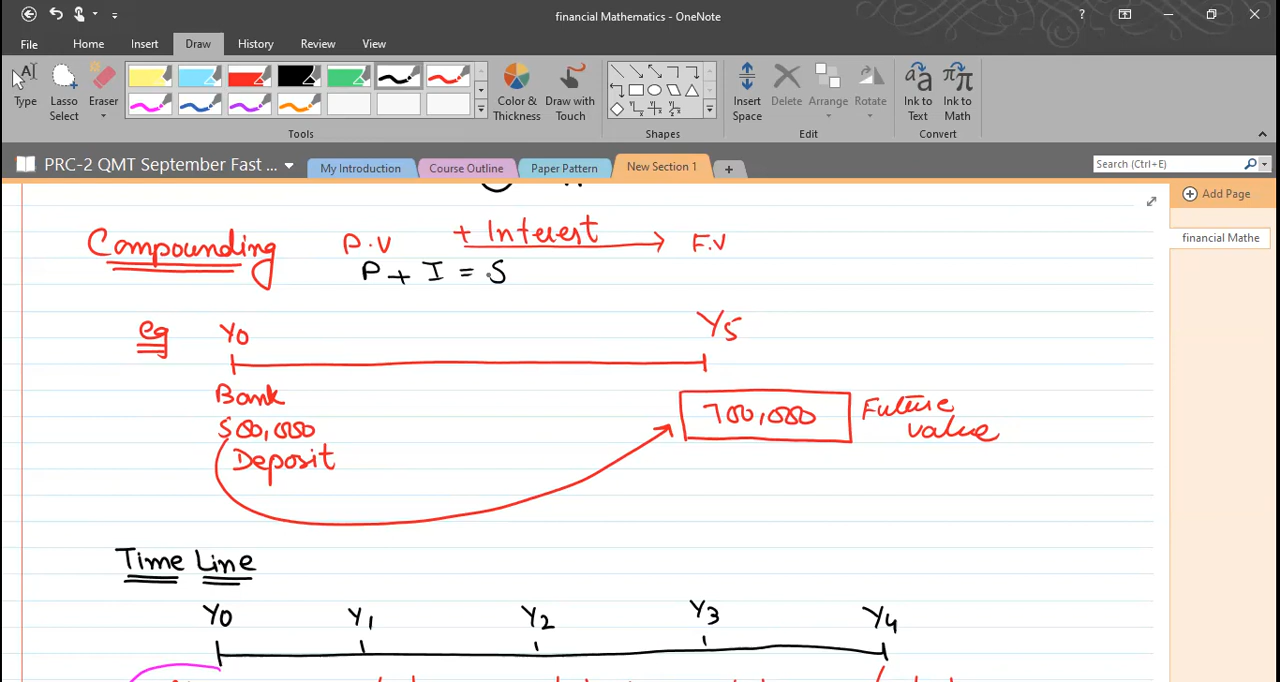 financial Mathematics - OneNote
?
File Home Insert Draw History Review View
Type Lasso Select Eraser Color & Thickness Draw with Touch Insert Space Delete Arrange Rotate Ink to Text Ink to Math
Tools Shapes Edit Convert
PRC-2 QMT September Fast ... My Introduction Course Outline Paper Pattern New Section 1 Search (Ctrl+E)
Add Page
financial Mathe
Compounding P.V + Interest F.V
P + I = S
eg Y0 Y5
Bank
500,000 700,000 Future value
Deposit
Time Line
Y0 Y1 Y2 Y3 Y4